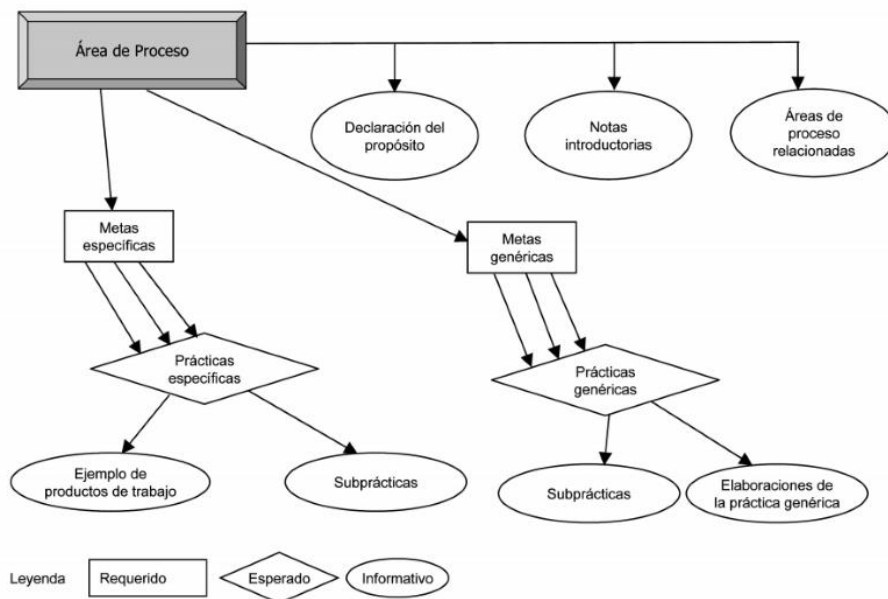 Área de Proceso
Declaración del
propósito
Notas
introductorias
Áreas de
proceso
relacionadas
Metas
específicas
Metas
genéricas
Prácticas
específicas
Prácticas
genéricas
Ejemplo de
productos de trabajo
Subprácticas
Subprácticas
Elaboraciones de
la práctica genérica
Leyenda
Requerido
Esperado
Informativo